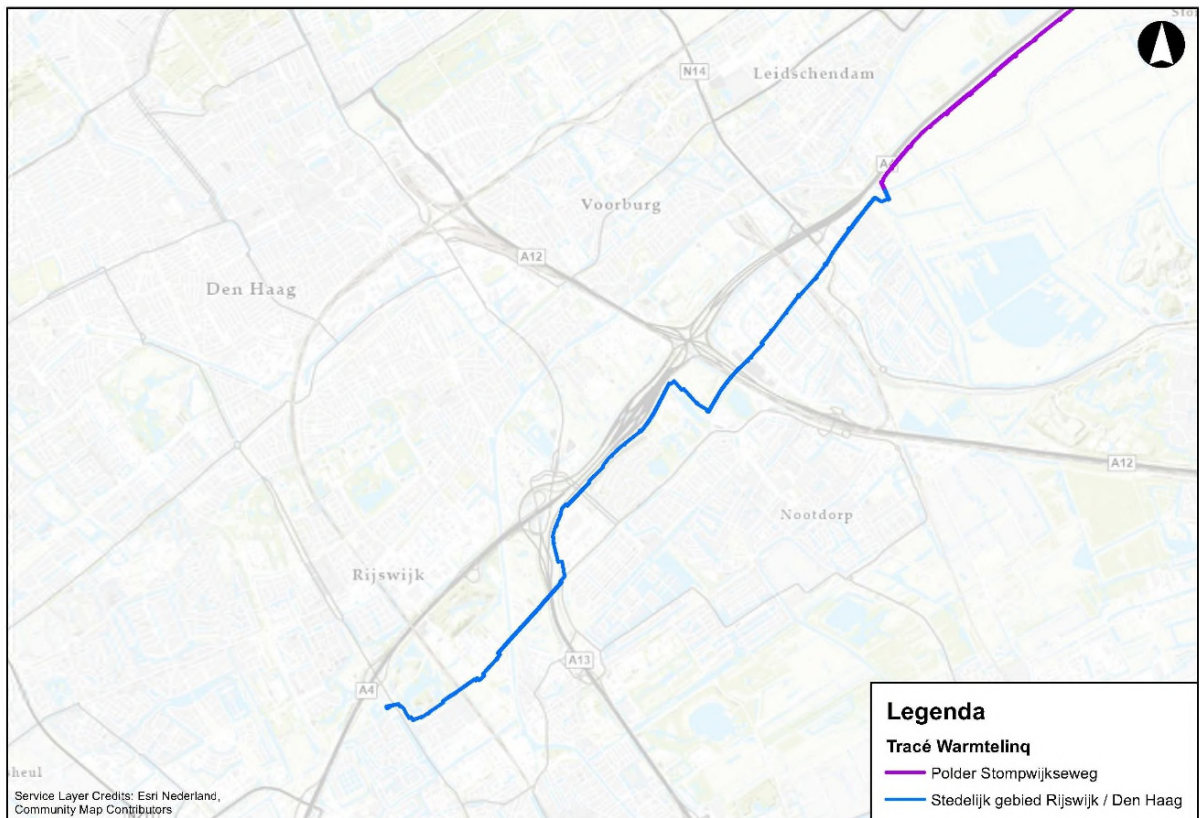 N14
Leidschendam
A4
Voorburg
A12
Den Haag
A12
Nootdorp
Rijswijk
A13
A4
Legenda
Tracé Warmtelinq
Polder Stompwijkseweg
Stedelijk gebied Rijswijk / Den Haag
Service Layer Credits: Esri Nederland,
Community Map Contributors